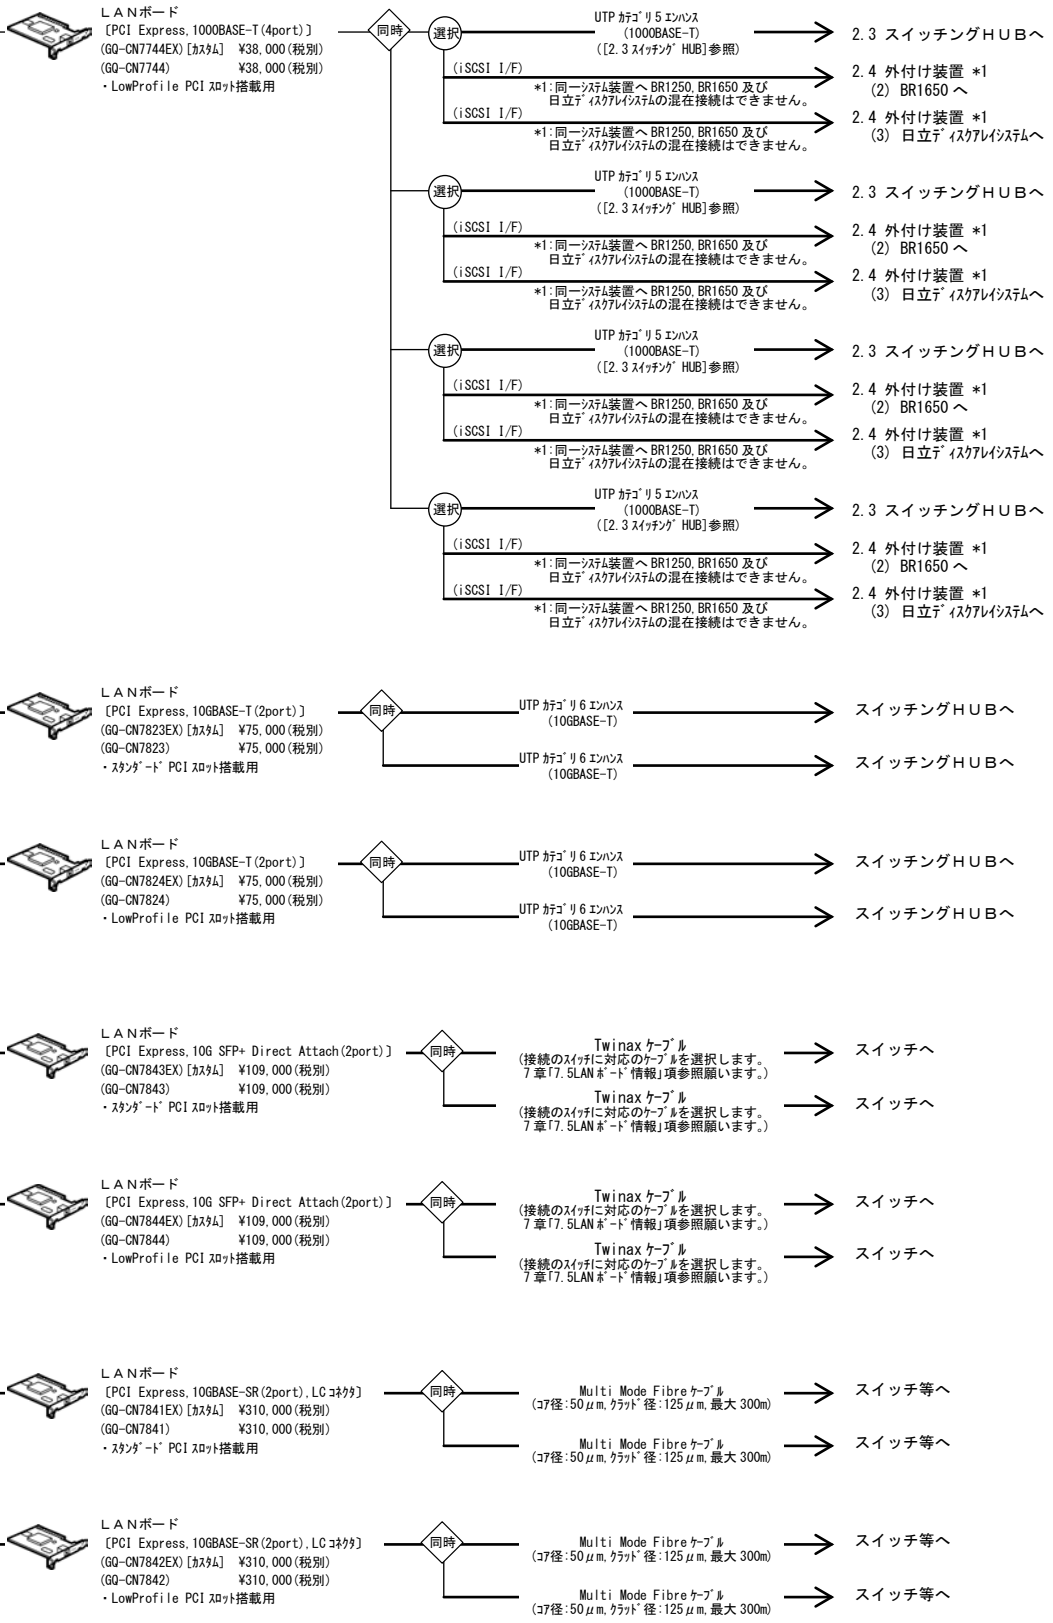 ＬＡＮボード
〔PCI Express,1000BASE-T(4port)〕
(GQ-CN7744EX)[ｶｽﾀﾑ] ¥38,000(税別)
(GQ-CN7744) ¥38,000(税別)
・LowProfile PCI ｽﾛｯﾄ搭載用
同時
選択
UTP ｶﾃｺﾞﾘ 5 ｴﾝﾊﾝｽ
(1000BASE-T)
([2.3 ｽｲｯﾁﾝｸﾞ HUB]参照)
2.3 スイッチングＨＵＢへ
(iSCSI I/F)
*1:同一ｼｽﾃﾑ装置へ BR1250,BR1650 及び
日立ﾃﾞｨｽｸｱﾚｲｼｽﾃﾑの混在接続はできません。
2.4 外付け装置 *1
(2) BR1650 へ
(iSCSI I/F)
*1:同一ｼｽﾃﾑ装置へ BR1250,BR1650 及び
日立ﾃﾞｨｽｸｱﾚｲｼｽﾃﾑの混在接続はできません。
2.4 外付け装置 *1
(3) 日立ﾃﾞｨｽｸｱﾚｲｼｽﾃﾑへ
選択
UTP ｶﾃｺﾞﾘ 5 ｴﾝﾊﾝｽ
(1000BASE-T)
([2.3 ｽｲｯﾁﾝｸﾞ HUB]参照)
2.3 スイッチングＨＵＢへ
(iSCSI I/F)
*1:同一ｼｽﾃﾑ装置へ BR1250,BR1650 及び
日立ﾃﾞｨｽｸｱﾚｲｼｽﾃﾑの混在接続はできません。
2.4 外付け装置 *1
(2) BR1650 へ
(iSCSI I/F)
*1:同一ｼｽﾃﾑ装置へ BR1250,BR1650 及び
日立ﾃﾞｨｽｸｱﾚｲｼｽﾃﾑの混在接続はできません。
2.4 外付け装置 *1
(3) 日立ﾃﾞｨｽｸｱﾚｲｼｽﾃﾑへ
選択
UTP ｶﾃｺﾞﾘ 5 ｴﾝﾊﾝｽ
(1000BASE-T)
([2.3 ｽｲｯﾁﾝｸﾞ HUB]参照)
2.3 スイッチングＨＵＢへ
(iSCSI I/F)
*1:同一ｼｽﾃﾑ装置へ BR1250,BR1650 及び
日立ﾃﾞｨｽｸｱﾚｲｼｽﾃﾑの混在接続はできません。
2.4 外付け装置 *1
(2) BR1650 へ
(iSCSI I/F)
*1:同一ｼｽﾃﾑ装置へ BR1250,BR1650 及び
日立ﾃﾞｨｽｸｱﾚｲｼｽﾃﾑの混在接続はできません。
2.4 外付け装置 *1
(3) 日立ﾃﾞｨｽｸｱﾚｲｼｽﾃﾑへ
選択
UTP ｶﾃｺﾞﾘ 5 ｴﾝﾊﾝｽ
(1000BASE-T)
([2.3 ｽｲｯﾁﾝｸﾞ HUB]参照)
2.3 スイッチングＨＵＢへ
(iSCSI I/F)
*1:同一ｼｽﾃﾑ装置へ BR1250,BR1650 及び
日立ﾃﾞｨｽｸｱﾚｲｼｽﾃﾑの混在接続はできません。
2.4 外付け装置 *1
(2) BR1650 へ
(iSCSI I/F)
*1:同一ｼｽﾃﾑ装置へ BR1250,BR1650 及び
日立ﾃﾞｨｽｸｱﾚｲｼｽﾃﾑの混在接続はできません。
2.4 外付け装置 *1
(3) 日立ﾃﾞｨｽｸｱﾚｲｼｽﾃﾑへ
ＬＡＮボード
〔PCI Express,10GBASE-T(2port)〕
(GQ-CN7823EX)[ｶｽﾀﾑ] ¥75,000(税別)
(GQ-CN7823) ¥75,000(税別)
・ｽﾀﾝﾀﾞｰﾄﾞ PCI ｽﾛｯﾄ搭載用
同時
UTP ｶﾃｺﾞﾘ 6 ｴﾝﾊﾝｽ
(10GBASE-T)
スイッチングＨＵＢへ
UTP ｶﾃｺﾞﾘ 6 ｴﾝﾊﾝｽ
(10GBASE-T)
スイッチングＨＵＢへ
ＬＡＮボード
〔PCI Express,10GBASE-T(2port)〕
(GQ-CN7824EX)[ｶｽﾀﾑ] ¥75,000(税別)
(GQ-CN7824) ¥75,000(税別)
・LowProfile PCI ｽﾛｯﾄ搭載用
同時
UTP ｶﾃｺﾞﾘ 6 ｴﾝﾊﾝｽ
(10GBASE-T)
スイッチングＨＵＢへ
UTP ｶﾃｺﾞﾘ 6 ｴﾝﾊﾝｽ
(10GBASE-T)
スイッチングＨＵＢへ
ＬＡＮボード
〔PCI Express,10G SFP+ Direct Attach(2port)〕
(GQ-CN7843EX)[ｶｽﾀﾑ] ¥109,000(税別)
(GQ-CN7843) ¥109,000(税別)
・ｽﾀﾝﾀﾞｰﾄﾞ PCI ｽﾛｯﾄ搭載用
同時
Twinax ｹｰﾌﾞﾙ
(接続のｽｲｯﾁに対応のｹｰﾌﾞﾙを選択します。
7 章｢7.5LAN ﾎﾞｰﾄﾞ情報｣項参照願います。)
スイッチへ
Twinax ｹｰﾌﾞﾙ
(接続のｽｲｯﾁに対応のｹｰﾌﾞﾙを選択します。
7 章｢7.5LAN ﾎﾞｰﾄﾞ情報｣項参照願います。)
スイッチへ
ＬＡＮボード
〔PCI Express,10G SFP+ Direct Attach(2port)〕
(GQ-CN7844EX)[ｶｽﾀﾑ] ¥109,000(税別)
(GQ-CN7844) ¥109,000(税別)
・LowProfile PCI ｽﾛｯﾄ搭載用
同時
Twinax ｹｰﾌﾞﾙ
(接続のｽｲｯﾁに対応のｹｰﾌﾞﾙを選択します。
7 章｢7.5LAN ﾎﾞｰﾄﾞ情報｣項参照願います。)
スイッチへ
Twinax ｹｰﾌﾞﾙ
(接続のｽｲｯﾁに対応のｹｰﾌﾞﾙを選択します。
7 章｢7.5LAN ﾎﾞｰﾄﾞ情報｣項参照願います。)
スイッチへ
ＬＡＮボード
〔PCI Express,10GBASE-SR(2port),LC ｺﾈｸﾀ〕
(GQ-CN7841EX)[ｶｽﾀﾑ] ¥310,000(税別)
(GQ-CN7841) ¥310,000(税別)
・ｽﾀﾝﾀﾞｰﾄﾞ PCI ｽﾛｯﾄ搭載用
同時
Multi Mode Fibre ｹｰﾌﾞﾙ
(ｺｱ径:50μm,ｸﾗｯﾄﾞ径:125μm,最大 300m)
スイッチ等へ
Multi Mode Fibre ｹｰﾌﾞﾙ
(ｺｱ径:50μm,ｸﾗｯﾄﾞ径:125μm,最大 300m)
スイッチ等へ
ＬＡＮボード
〔PCI Express,10GBASE-SR(2port),LC ｺﾈｸﾀ〕
(GQ-CN7842EX)[ｶｽﾀﾑ] ¥310,000(税別)
(GQ-CN7842) ¥310,000(税別)
・LowProfile PCI ｽﾛｯﾄ搭載用
同時
Multi Mode Fibre ｹｰﾌﾞﾙ
(ｺｱ径:50μm,ｸﾗｯﾄﾞ径:125μm,最大 300m)
スイッチ等へ
Multi Mode Fibre ｹｰﾌﾞﾙ
(ｺｱ径:50μm,ｸﾗｯﾄﾞ径:125μm,最大 300m)
スイッチ等へ